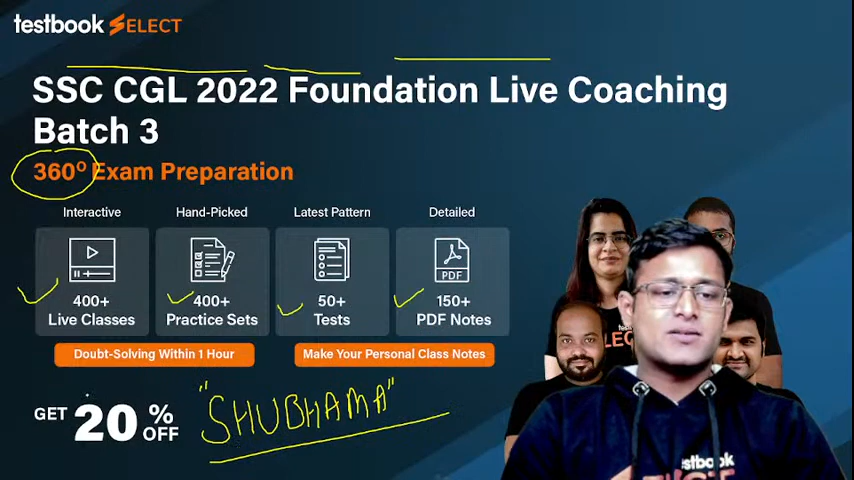 testbook SELECT
SSC CGL 2022 Foundation Live Coaching
Batch 3
360° Exam Preparation
Interactive
Hand-Picked
Latest Pattern
Detailed
PDF
400+
Live Classes
400+
Practice Sets
50+
Tests
150+
PDF Notes
Doubt-Solving Within 1 Hour
Make Your Personal Class Notes
GET 20% OFF
"SHUBHAMA"